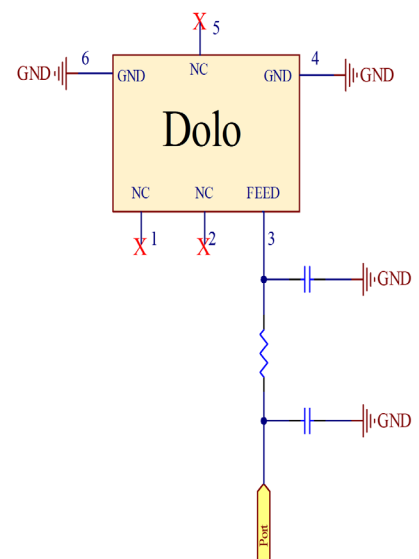 X 5
GND 6 GND NC GND 4 GND
Dolo
NC NC FEED
X 1 X 2 3
GND
GND
Port